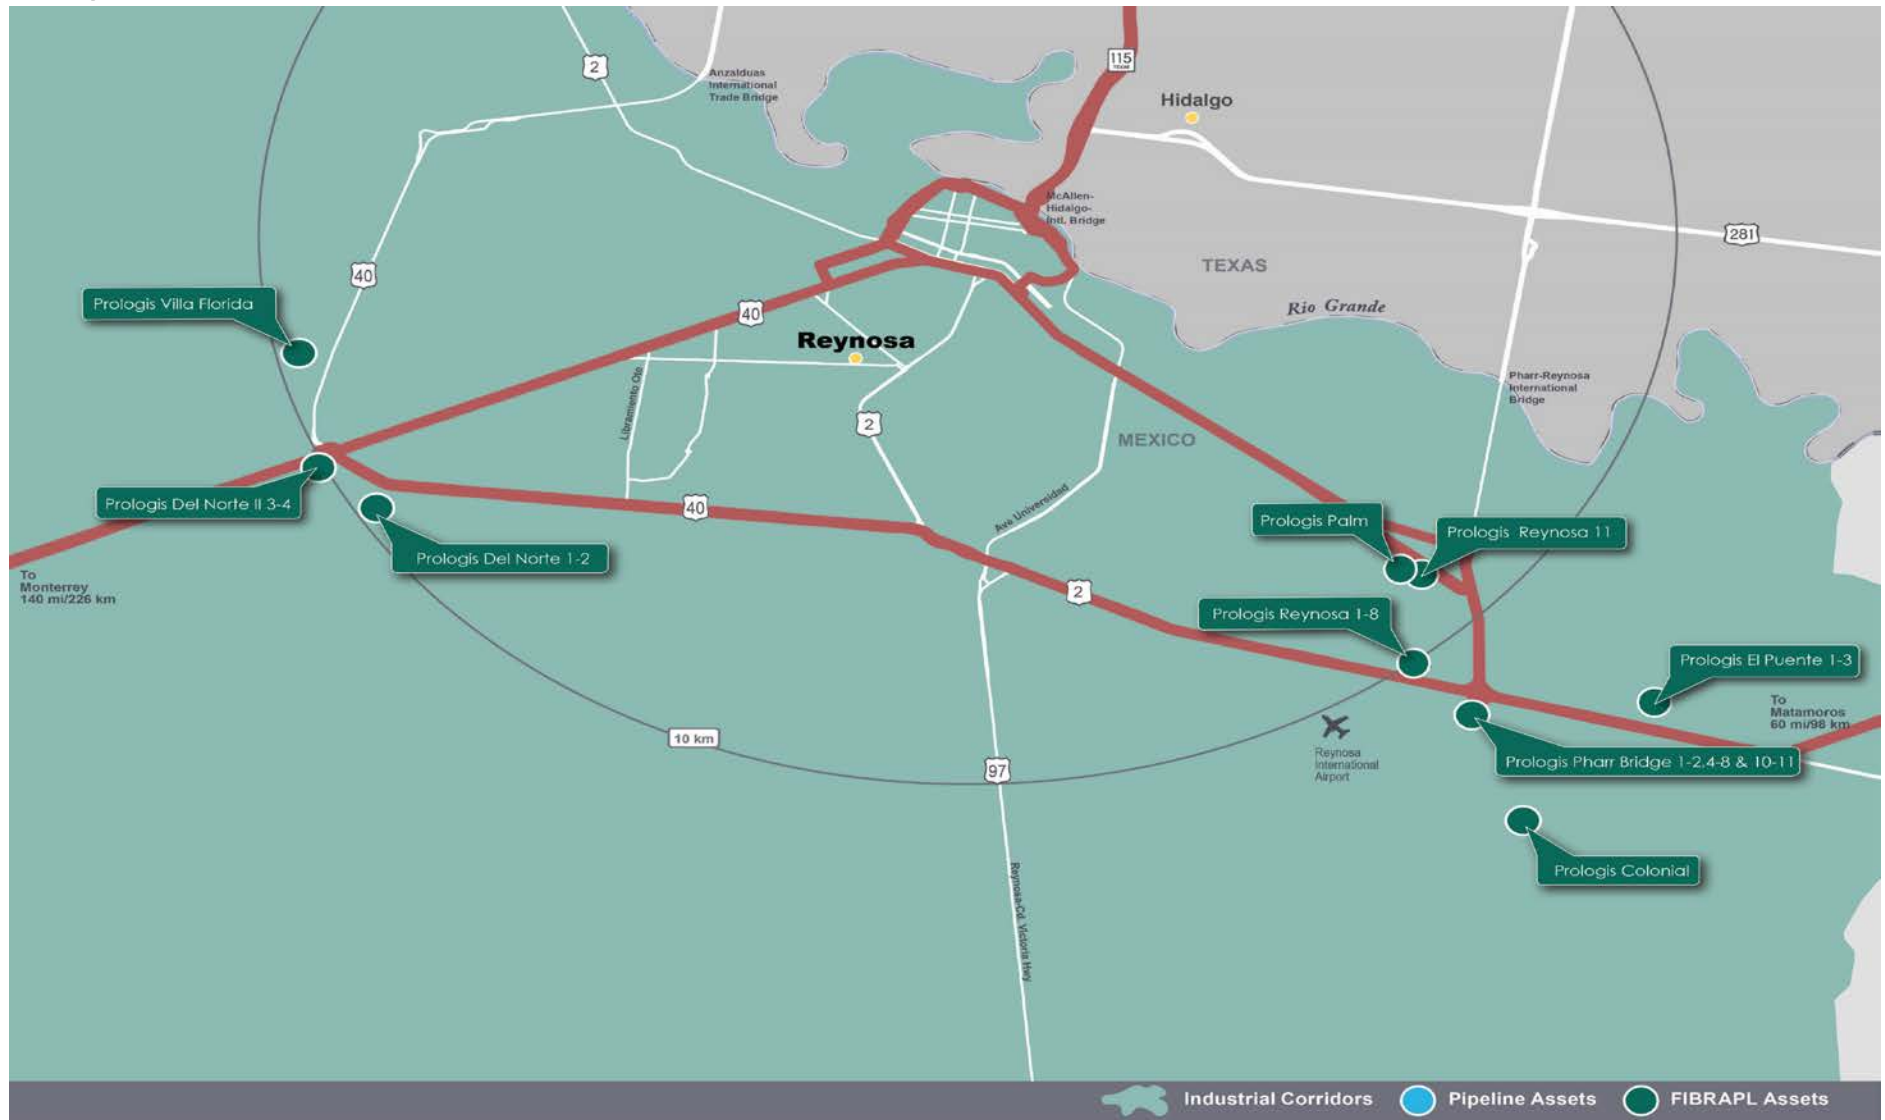 115
TEXAS
2
Anzalduas
International
Trade Bridge
Hidalgo
McAllen-
Hidalgo-
Intl. Bridge
281
TEXAS
40
Prologis Villa Florida
40
Rio Grande
Reynosa
Libramiento Ote
Pharr-Reynosa
International
Bridge
2
MEXICO
Prologis Del Norte II 3-4
40
Ave Universidad
Prologis Palm
Prologis Reynosa 11
Prologis Del Norte 1-2
To
Monterrey
140 mi/226 km
2
Prologis Reynosa 1-8
Prologis El Puente 1-3
To
Matamoros
60 mi/98 km
10 km
Reynosa
International
Airport
97
Prologis Pharr Bridge 1-2,4-8 & 10-11
Prologis Colonial
Reynosa-Cd. Victoria Hwy
Industrial Corridors
Pipeline Assets
FIBRAPL Assets